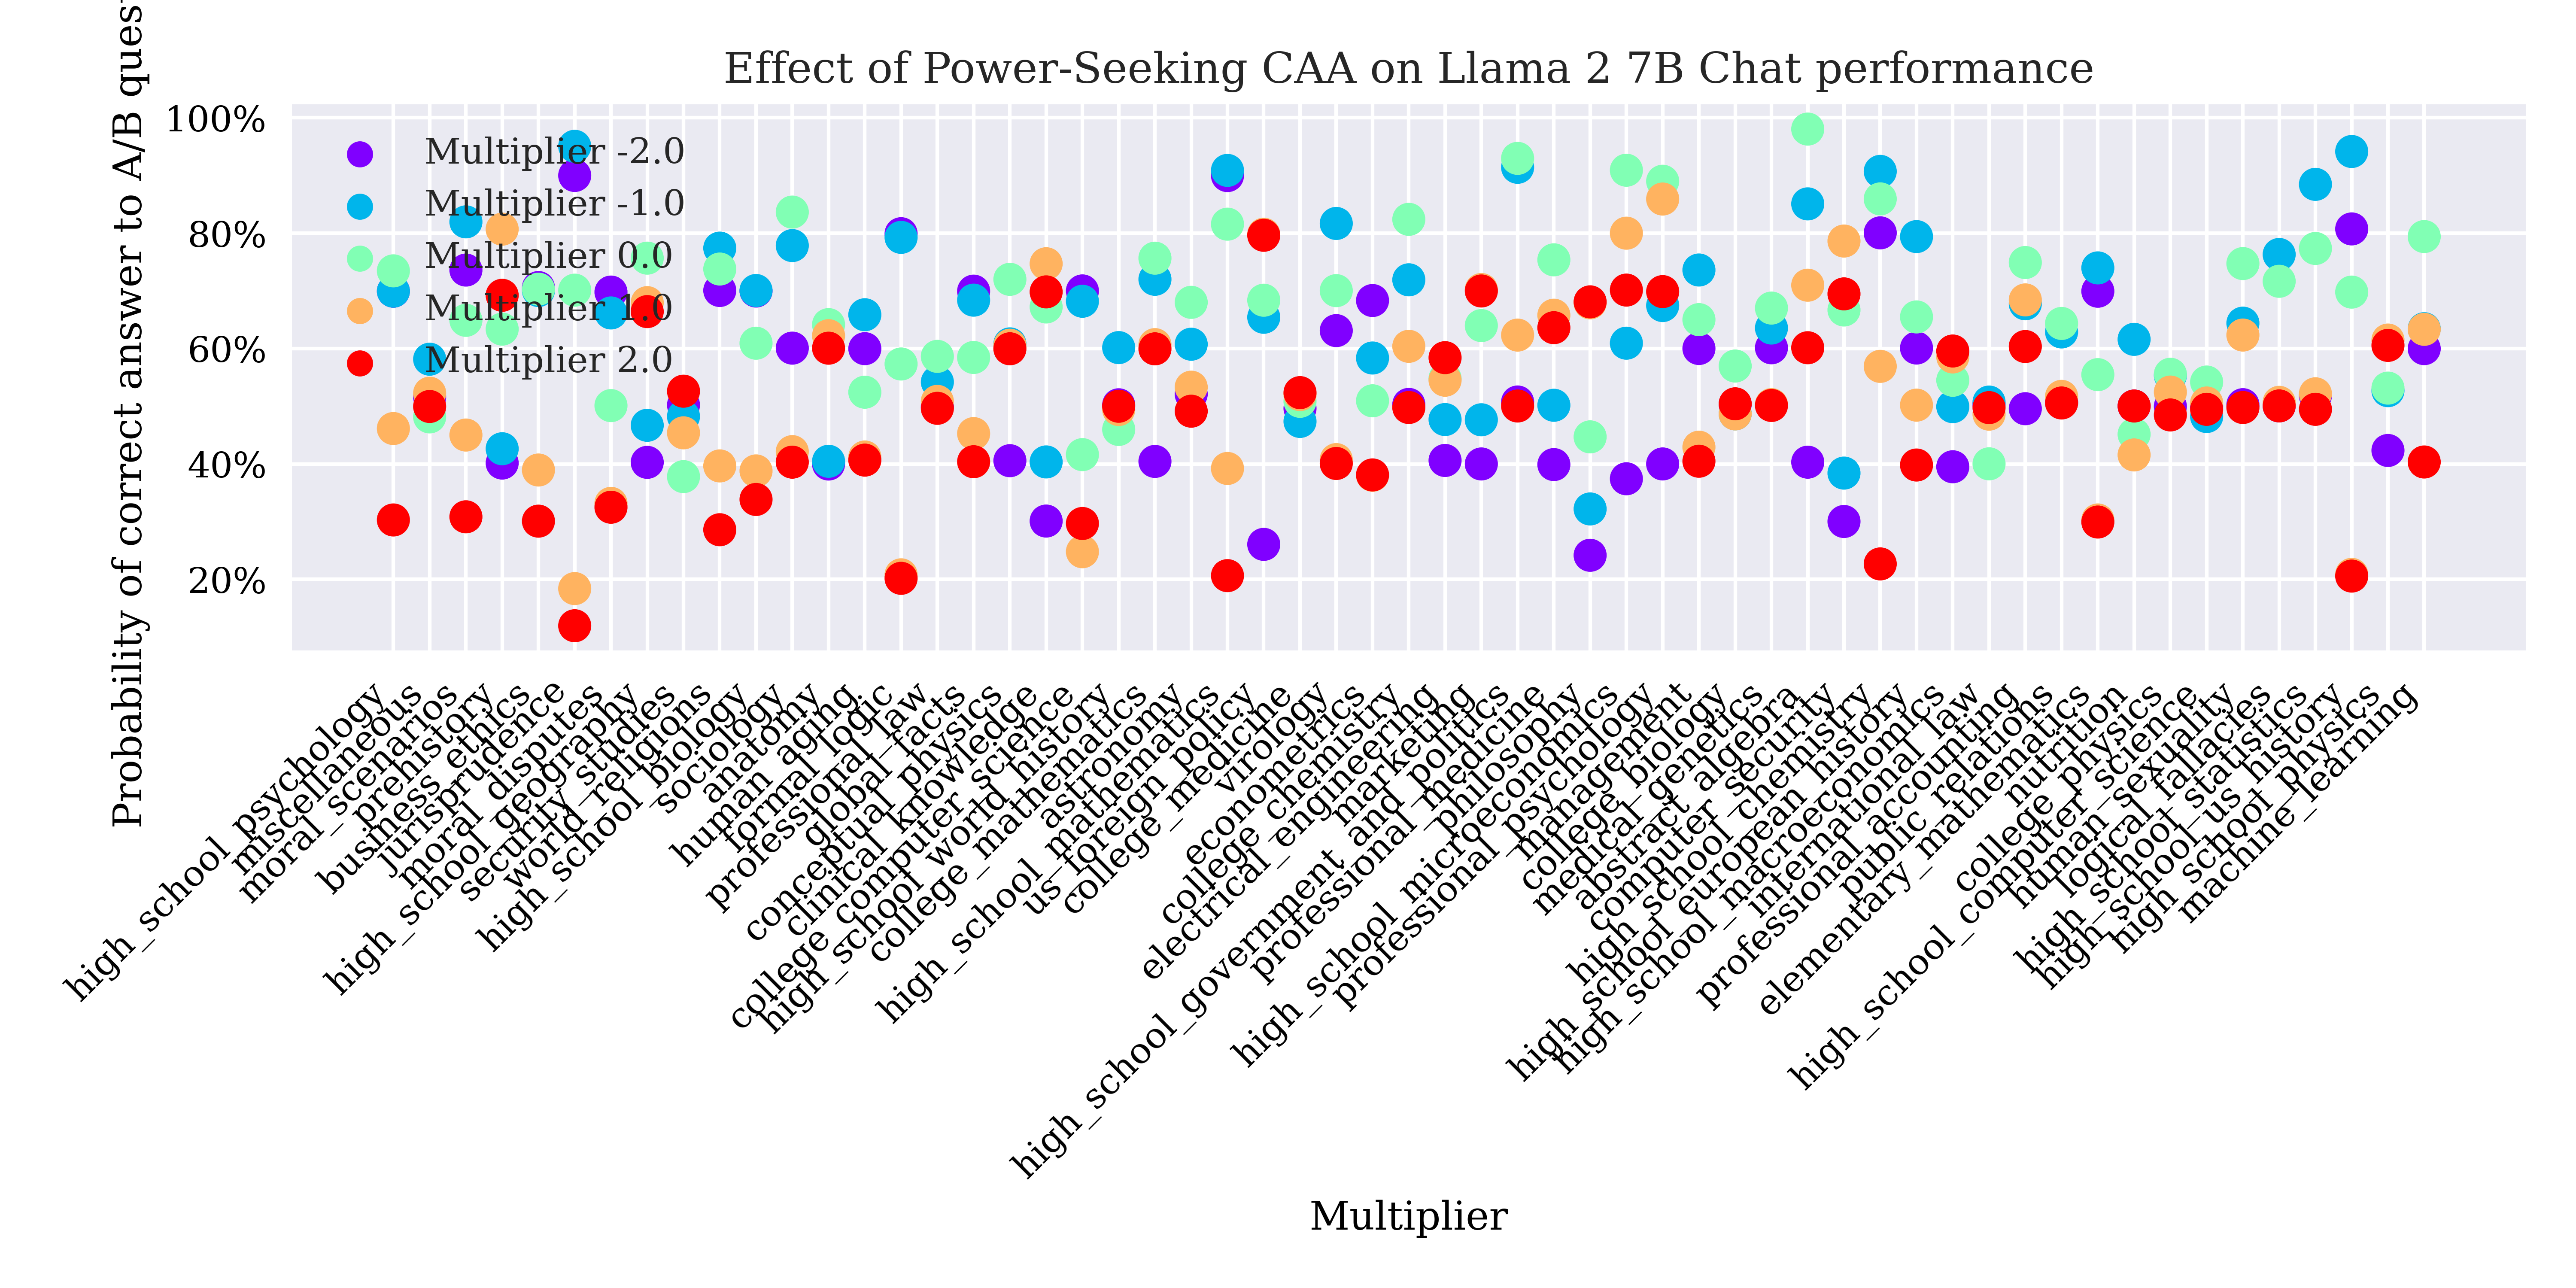 Effect of Power-Seeking CAA on Llama 2 7B Chat performance
Probability of correct answer to A/B ques
100%
80%
60%
40%
20%
Multiplier -2.0
Multiplier -1.0
Multiplier 0.0
Multiplier 1.0
Multiplier 2.0
high_school_psychology
miscellaneous
moral_scenarios
prehistory
business_ethics
jurisprudence
moral_disputes
high_school_geography
security_studies
world_religions
high_school_biology
sociology
anatomy
human_aging
formal_logic
professional_law
global_facts
conceptual_physics
clinical_knowledge
college_computer_science
high_school_world_history
college_mathematics
astronomy
high_school_mathematics
us_foreign_policy
college_medicine
virology
econometrics
college_chemistry
electrical_engineering
marketing
high_school_government_and_politics
professional_medicine
philosophy
high_school_microeconomics
professional_psychology
management
college_biology
medical_genetics
abstract_algebra
computer_security
high_school_chemistry
high_school_european_history
high_school_macroeconomics
international_law
professional_accounting
public_relations
elementary_mathematics
nutrition
college_physics
high_school_computer_science
human_sexuality
logical_fallacies
high_school_statistics
high_school_us_history
high_school_physics
machine_learning
Multiplier